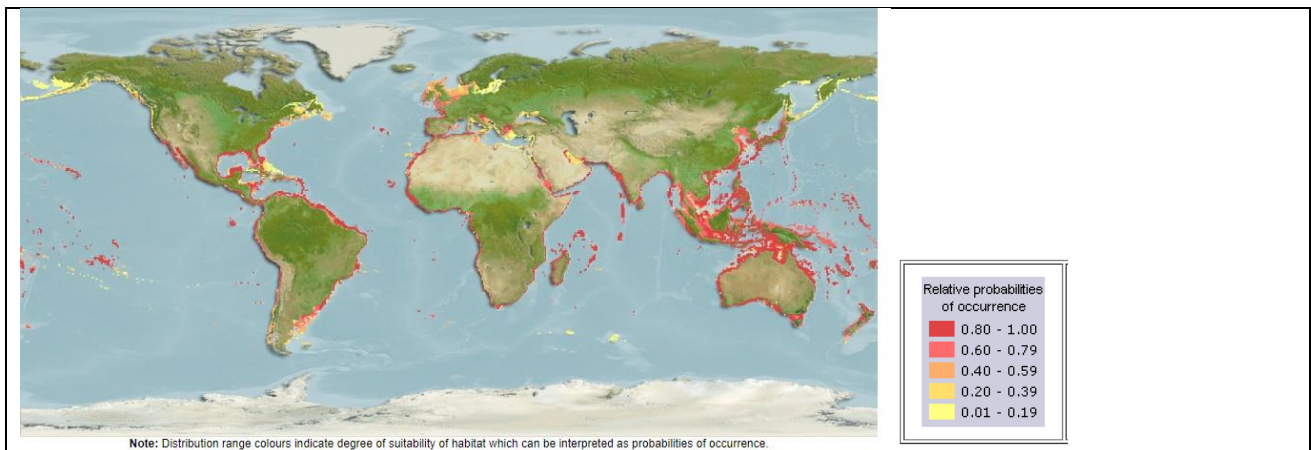 Relative probabilities
of occurrence
0.80 - 1.00
0.60 - 0.79
0.40 - 0.59
0.20 - 0.39
0.01 - 0.19
Note: Distribution range colours indicate degree of suitability of habitat which can be interpreted as probabilities of occurrence.